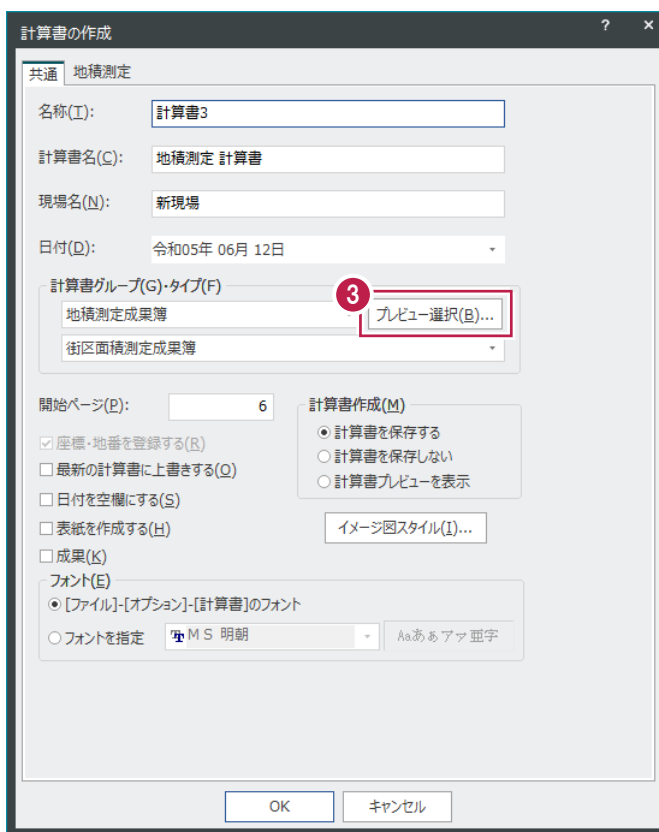 計算書の作成 ? ×
共通 地積測定
名称(T): 計算書3
計算書名(C): 地積測定 計算書
現場名(N): 新現場
日付(D): 令和05年 06月 12日
計算書グループ(G)・タイプ(F)
3
地積測定成果簿 プレビュー選択(B)...
街区面積測定成果簿
開始ページ(P): 6
計算書作成(M)
計算書を保存する
座標・地番を登録する(R)
計算書を保存しない
最新の計算書に上書きする(O)
計算書プレビューを表示
日付を空欄にする(S)
表紙を作成する(H) イメージ図スタイル(I)...
成果(K)
フォント(E)
[ファイル]-[オプション]-[計算書]のフォント
フォントを指定 MS 明朝 Aaあぁアァ亜字
OK キャンセル